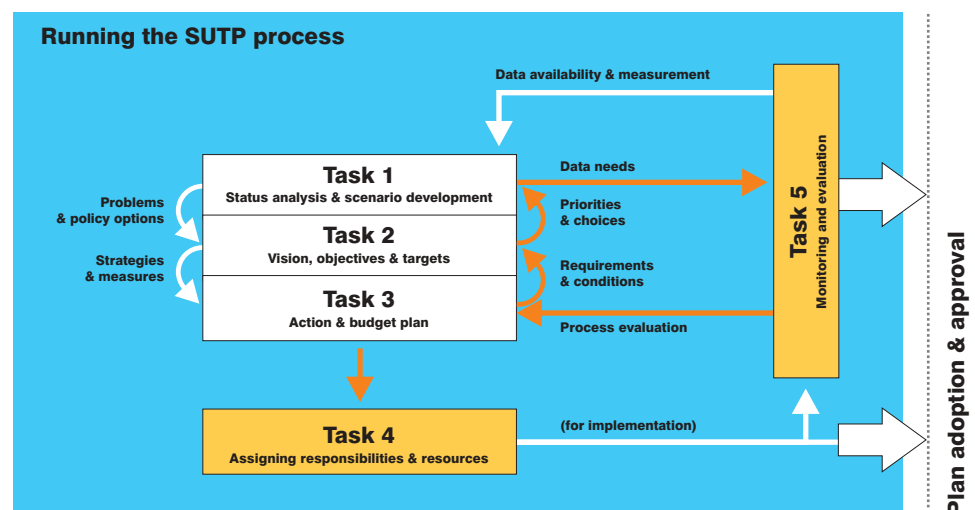 Running the SUTP process
Data availability & measurement
Task 1
Status analysis & scenario development
Data needs
Problems
& policy options
Priorities
& choices
Task 2
Vision, objectives & targets
Strategies
& measures
Requirements
& conditions
Task 3
Action & budget plan
Process evaluation
Task 5
Monitoring and evaluation
Task 4
Assigning responsibilities & resources
(for implementation)
Plan adoption & approval